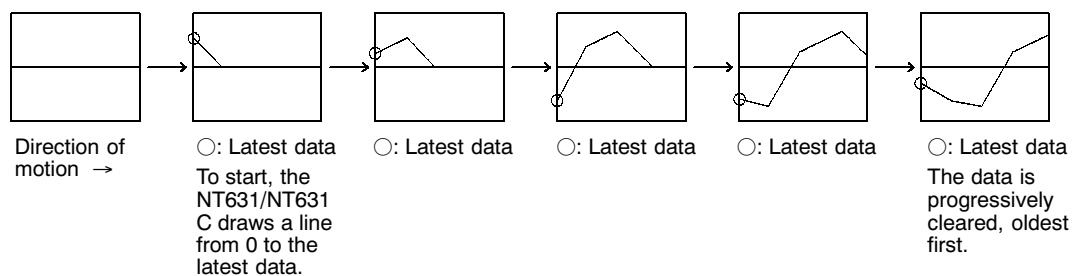 Direction of
motion →
○: Latest data
To start, the
NT631/NT631
C draws a line
from 0 to the
latest data.
○: Latest data
○: Latest data
○: Latest data
○: Latest data
The data is
progressively
cleared, oldest
first.